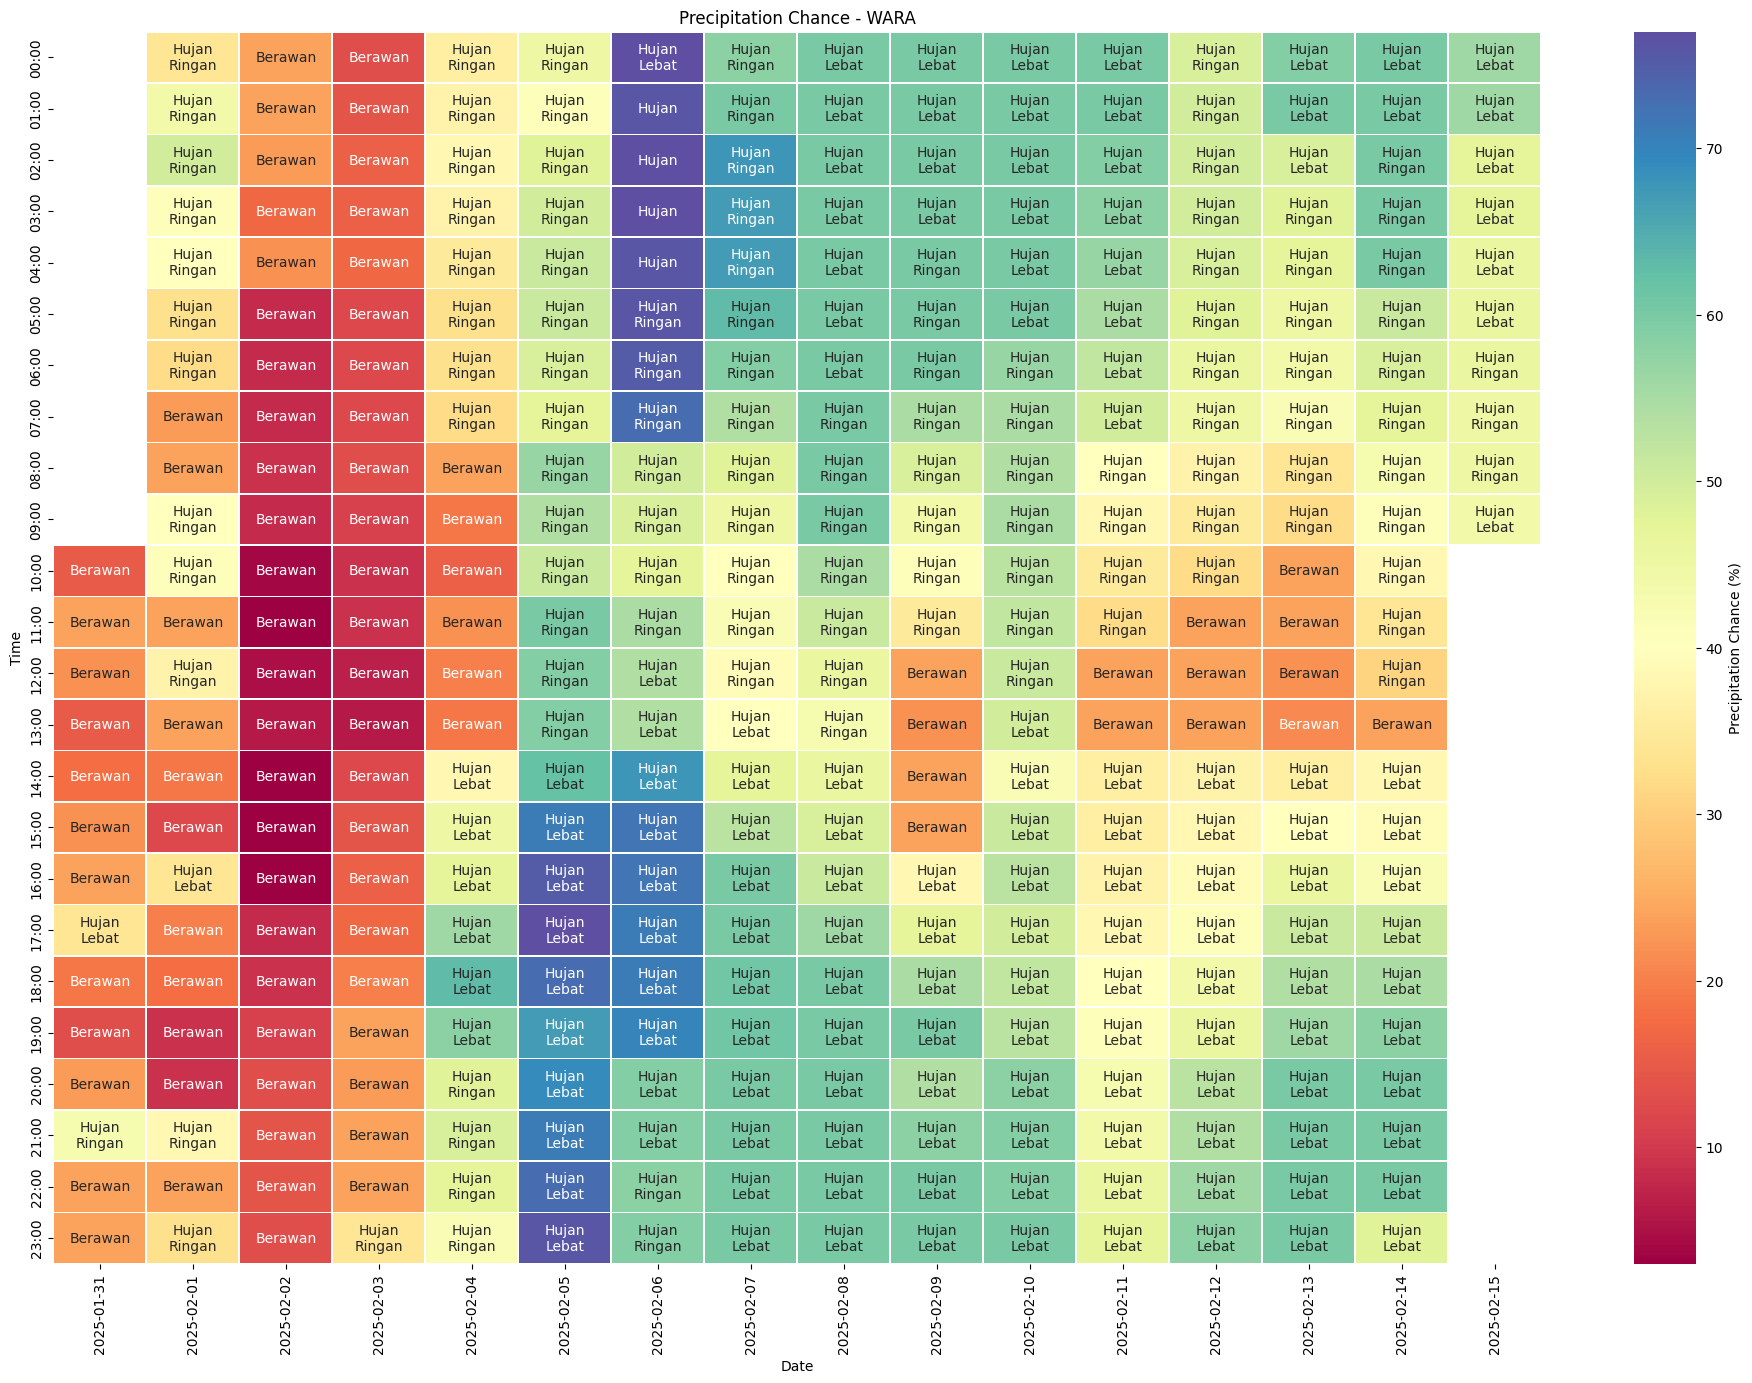 Precipitation Chance - WARA
00:00 Hujan Ringan Berawan Berawan Hujan Ringan Hujan Ringan Hujan Lebat Hujan Ringan Hujan Lebat Hujan Lebat Hujan Lebat Hujan Lebat Hujan Ringan Hujan Lebat Hujan Lebat Hujan Lebat
01:00 Hujan Ringan Berawan Berawan Hujan Ringan Hujan Ringan Hujan Hujan Ringan Hujan Lebat Hujan Lebat Hujan Lebat Hujan Lebat Hujan Ringan Hujan Lebat Hujan Lebat Hujan Lebat
02:00 Hujan Ringan Berawan Berawan Hujan Ringan Hujan Ringan Hujan Hujan Ringan Hujan Lebat Hujan Lebat Hujan Lebat Hujan Lebat Hujan Ringan Hujan Lebat Hujan Ringan Hujan Lebat
03:00 Hujan Ringan Berawan Berawan Hujan Ringan Hujan Ringan Hujan Hujan Ringan Hujan Lebat Hujan Lebat Hujan Lebat Hujan Lebat Hujan Ringan Hujan Ringan Hujan Ringan Hujan Lebat
04:00 Hujan Ringan Berawan Berawan Hujan Ringan Hujan Ringan Hujan Hujan Ringan Hujan Lebat Hujan Ringan Hujan Lebat Hujan Lebat Hujan Ringan Hujan Ringan Hujan Ringan Hujan Lebat
05:00 Hujan Ringan Berawan Berawan Hujan Ringan Hujan Ringan Hujan Ringan Hujan Ringan Hujan Lebat Hujan Ringan Hujan Lebat Hujan Lebat Hujan Ringan Hujan Ringan Hujan Ringan Hujan Lebat
06:00 Hujan Ringan Berawan Berawan Hujan Ringan Hujan Ringan Hujan Ringan Hujan Ringan Hujan Lebat Hujan Ringan Hujan Ringan Hujan Lebat Hujan Ringan Hujan Ringan Hujan Ringan Hujan Ringan
07:00 Berawan Berawan Berawan Hujan Ringan Hujan Ringan Hujan Ringan Hujan Ringan Hujan Ringan Hujan Ringan Hujan Ringan Hujan Lebat Hujan Ringan Hujan Ringan Hujan Ringan Hujan Ringan
08:00 Berawan Berawan Berawan Berawan Hujan Ringan Hujan Ringan Hujan Ringan Hujan Ringan Hujan Ringan Hujan Ringan Hujan Ringan Hujan Ringan Hujan Ringan Hujan Ringan Hujan Ringan
09:00 Hujan Ringan Berawan Berawan Berawan Hujan Ringan Hujan Ringan Hujan Ringan Hujan Ringan Hujan Ringan Hujan Ringan Hujan Ringan Hujan Ringan Hujan Ringan Hujan Ringan Hujan Lebat
10:00 Berawan Hujan Ringan Berawan Berawan Berawan Hujan Ringan Hujan Ringan Hujan Ringan Hujan Ringan Hujan Ringan Hujan Ringan Hujan Ringan Hujan Ringan Berawan Hujan Ringan
11:00 Berawan Berawan Berawan Berawan Berawan Hujan Ringan Hujan Ringan Hujan Ringan Hujan Ringan Hujan Ringan Hujan Ringan Hujan Ringan Berawan Berawan Hujan Ringan
12:00 Berawan Hujan Ringan Berawan Berawan Berawan Hujan Ringan Hujan Lebat Hujan Ringan Hujan Ringan Berawan Hujan Ringan Berawan Berawan Berawan Hujan Ringan
13:00 Berawan Berawan Berawan Berawan Berawan Hujan Ringan Hujan Lebat Hujan Lebat Hujan Ringan Berawan Hujan Lebat Berawan Berawan Berawan Berawan
14:00 Berawan Berawan Berawan Berawan Hujan Lebat Hujan Lebat Hujan Lebat Hujan Lebat Hujan Lebat Berawan Hujan Lebat Hujan Lebat Hujan Lebat Hujan Lebat Hujan Lebat
15:00 Berawan Berawan Berawan Berawan Hujan Lebat Hujan Lebat Hujan Lebat Hujan Lebat Hujan Lebat Berawan Hujan Lebat Hujan Lebat Hujan Lebat Hujan Lebat Hujan Lebat
16:00 Berawan Hujan Lebat Berawan Berawan Hujan Lebat Hujan Lebat Hujan Lebat Hujan Lebat Hujan Lebat Hujan Lebat Hujan Lebat Hujan Lebat Hujan Lebat Hujan Lebat Hujan Lebat
17:00 Hujan Lebat Berawan Berawan Berawan Hujan Lebat Hujan Lebat Hujan Lebat Hujan Lebat Hujan Lebat Hujan Lebat Hujan Lebat Hujan Lebat Hujan Lebat Hujan Lebat Hujan Lebat
18:00 Berawan Berawan Berawan Berawan Hujan Lebat Hujan Lebat Hujan Lebat Hujan Lebat Hujan Lebat Hujan Lebat Hujan Lebat Hujan Lebat Hujan Lebat Hujan Lebat Hujan Lebat
19:00 Berawan Berawan Berawan Berawan Hujan Lebat Hujan Lebat Hujan Lebat Hujan Lebat Hujan Lebat Hujan Lebat Hujan Lebat Hujan Lebat Hujan Lebat Hujan Lebat Hujan Lebat
20:00 Berawan Berawan Berawan Berawan Hujan Ringan Hujan Lebat Hujan Lebat Hujan Lebat Hujan Lebat Hujan Lebat Hujan Lebat Hujan Lebat Hujan Lebat Hujan Lebat Hujan Lebat
21:00 Hujan Ringan Hujan Ringan Berawan Berawan Hujan Ringan Hujan Lebat Hujan Lebat Hujan Lebat Hujan Lebat Hujan Lebat Hujan Lebat Hujan Lebat Hujan Lebat Hujan Lebat Hujan Lebat
22:00 Berawan Berawan Berawan Berawan Hujan Ringan Hujan Lebat Hujan Ringan Hujan Lebat Hujan Lebat Hujan Lebat Hujan Lebat Hujan Lebat Hujan Lebat Hujan Lebat Hujan Lebat
23:00 Berawan Hujan Ringan Berawan Hujan Ringan Hujan Ringan Hujan Lebat Hujan Ringan Hujan Lebat Hujan Lebat Hujan Lebat Hujan Lebat Hujan Lebat Hujan Lebat Hujan Lebat Hujan Lebat
Time
2025-01-31 2025-02-01 2025-02-02 2025-02-03 2025-02-04 2025-02-05 2025-02-06 2025-02-07 2025-02-08 2025-02-09 2025-02-10 2025-02-11 2025-02-12 2025-02-13 2025-02-14 2025-02-15
Date
70
60
50
40
30
20
10
Precipitation Chance (%)